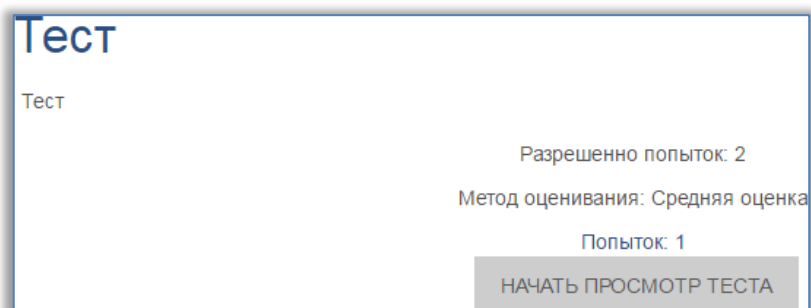 Тест
Тест
Разрешенно попыток: 2
Метод оценивания: Средняя оценка
Попыток: 1
НАЧАТЬ ПРОСМОТР ТЕСТА